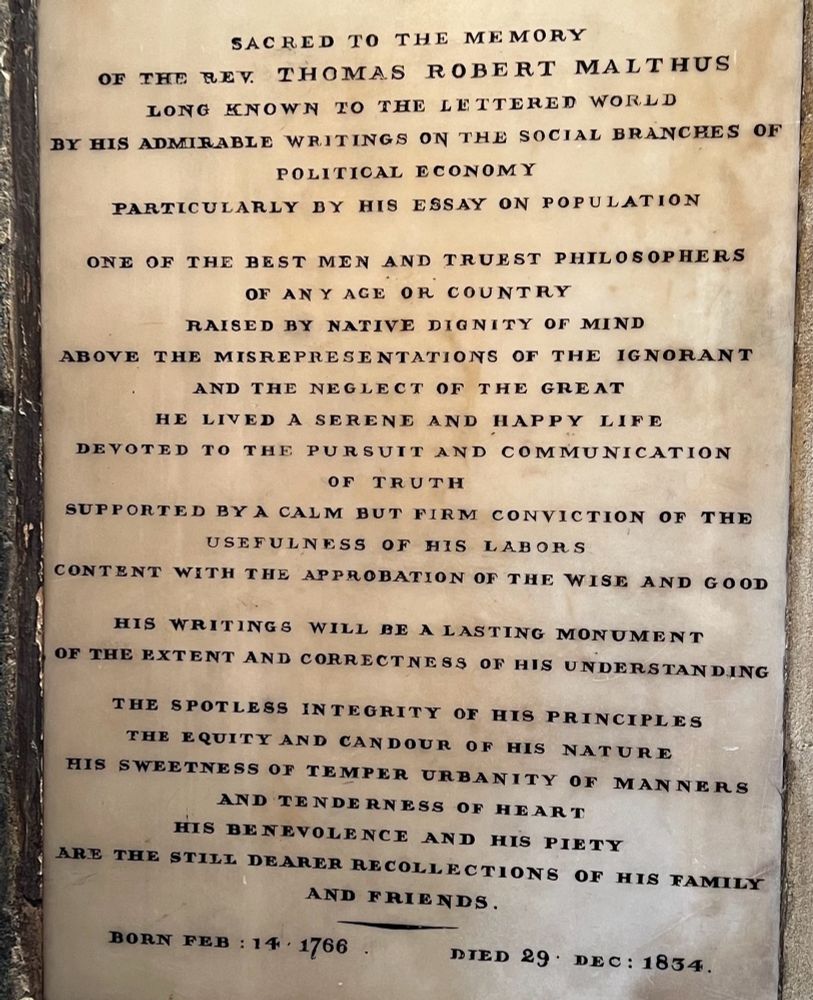 SACRED TO THE MEMORY
OF THE REV. THOMAS ROBERT MALTHUS
LONG KNOWN TO THE LETTERED WORLD
BY HIS ADMIRABLE WRITINGS ON THE SOCIAL BRANCHES OF
POLITICAL ECONOMY
PARTICULARLY BY HIS ESSAY ON POPULATION
ONE OF THE BEST MEN AND TRUEST PHILOSOPHERS
OF ANY AGE OR COUNTRY
RAISED BY NATIVE DIGNITY OF MIND
ABOVE THE MISREPRESENTATIONS OF THE IGNORANT
AND THE NEGLECT OF THE GREAT
HE LIVED A SERENE AND HAPPY LIFE
DEVOTED TO THE PURSUIT AND COMMUNICATION
OF TRUTH
SUPPORTED BY A CALM BUT FIRM CONVICTION OF THE
USEFULNESS OF HIS LABORS
CONTENT WITH THE APPROBATION OF THE WISE AND GOOD
HIS WRITINGS WILL BE A LASTING MONUMENT
OF THE EXTENT AND CORRECTNESS OF HIS UNDERSTANDING
THE SPOTLESS INTEGRITY OF HIS PRINCIPLES
THE EQUITY AND CANDOUR OF HIS NATURE
HIS SWEETNESS OF TEMPER URBANITY OF MANNERS
AND TENDERNESS OF HEART
HIS BENEVOLENCE AND HIS PIETY
ARE THE STILL DEARER RECOLLECTIONS OF HIS FAMILY
AND FRIENDS.
BORN FEB : 14 · 1766 . DIED 29 · DEC : 1834 .